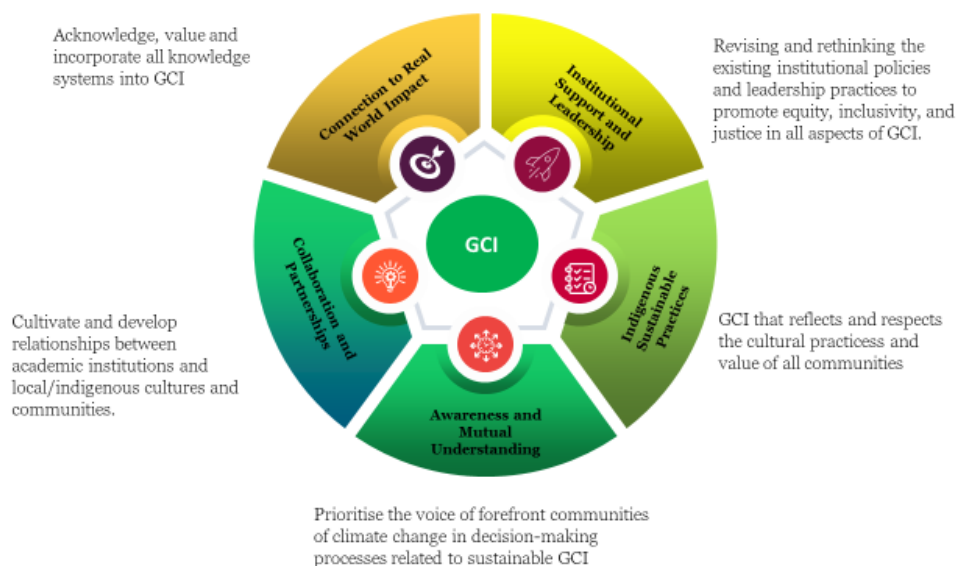 Acknowledge, value and
incorporate all knowledge
systems into GCI
Connection to Real
World Impact
Institutional
Support and
Leadership
Revising and rethinking the
existing institutional policies
and leadership practices to
promote equity, inclusivity, and
justice in all aspects of GCI.
GCI
Collaboration and
Partnerships
Indigenous
Sustainable
Practices
Cultivate and develop
relationships between
academic institutions and
local/indigenous cultures and
communities.
GCI that reflects and respects
the cultural practicess and
value of all communities
Awareness and
Mutual
Understanding
Prioritise the voice of forefront communities
of climate change in decision-making
processes related to sustainable GCI